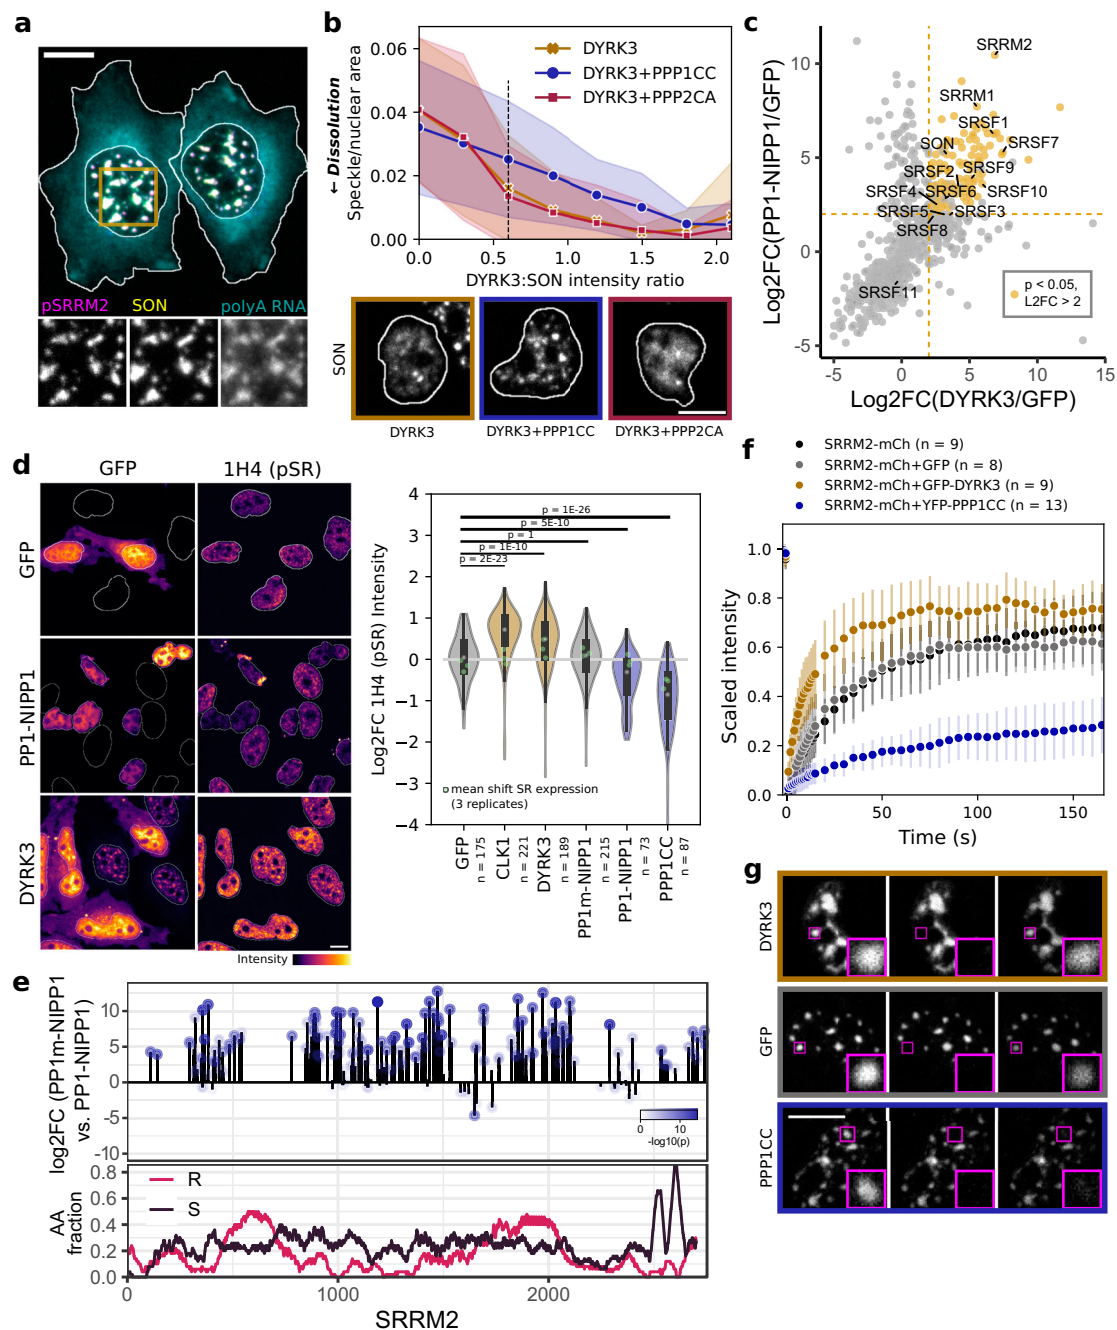 a
pSRRM2 SON polyA RNA
b
0.06
0.04
0.02
0.00
← Dissolution
Speckle/nuclear area
DYRK3
DYRK3+PPP1CC
DYRK3+PPP2CA
0.0 0.5 1.0 1.5 2.0
DYRK3:SON intensity ratio
SON
DYRK3 DYRK3+PPP1CC DYRK3+PPP2CA
c
Log2FC(PP1-NIPP1/GFP)
10
5
0
-5
SRRM2
SRRM1
SRSF1
SON
SRSF7
SRSF2
SRSF9
SRSF4
SRSF6
SRSF10
SRSF5
SRSF3
SRSF8
SRSF11
p < 0.05,
L2FC > 2
-5 0 5 10 15
Log2FC(DYRK3/GFP)
d
GFP 1H4 (pSR)
GFP
PP1-NIPP1
DYRK3
Intensity
Log2FC 1H4 (pSR) Intensity
4
3
2
1
0
−1
−2
−3
−4
p = 1E-26
p = 5E-10
p = 1
p = 1E-10
p = 2E-23
mean shift SR expression
(3 replicates)
GFP
n = 175
CLK1
n = 221
DYRK3
n = 189
PP1m-NIPP1
n = 215
PP1-NIPP1
n = 73
PPP1CC
n = 87
e
log2FC (PP1m-NIPP1
vs. PP1-NIPP1)
10
5
0
-5
-10
0 10
-log10(p)
AA
fraction
0.8
0.6
0.4
0.2
0.0
R
S
0 1000 2000
SRRM2
f
SRRM2-mCh (n = 9)
SRRM2-mCh+GFP (n = 8)
SRRM2-mCh+GFP-DYRK3 (n = 9)
SRRM2-mCh+YFP-PPP1CC (n = 13)
Scaled intensity
1.0
0.8
0.6
0.4
0.2
0.0
0 50 100 150
Time (s)
g
DYRK3
GFP
PPP1CC